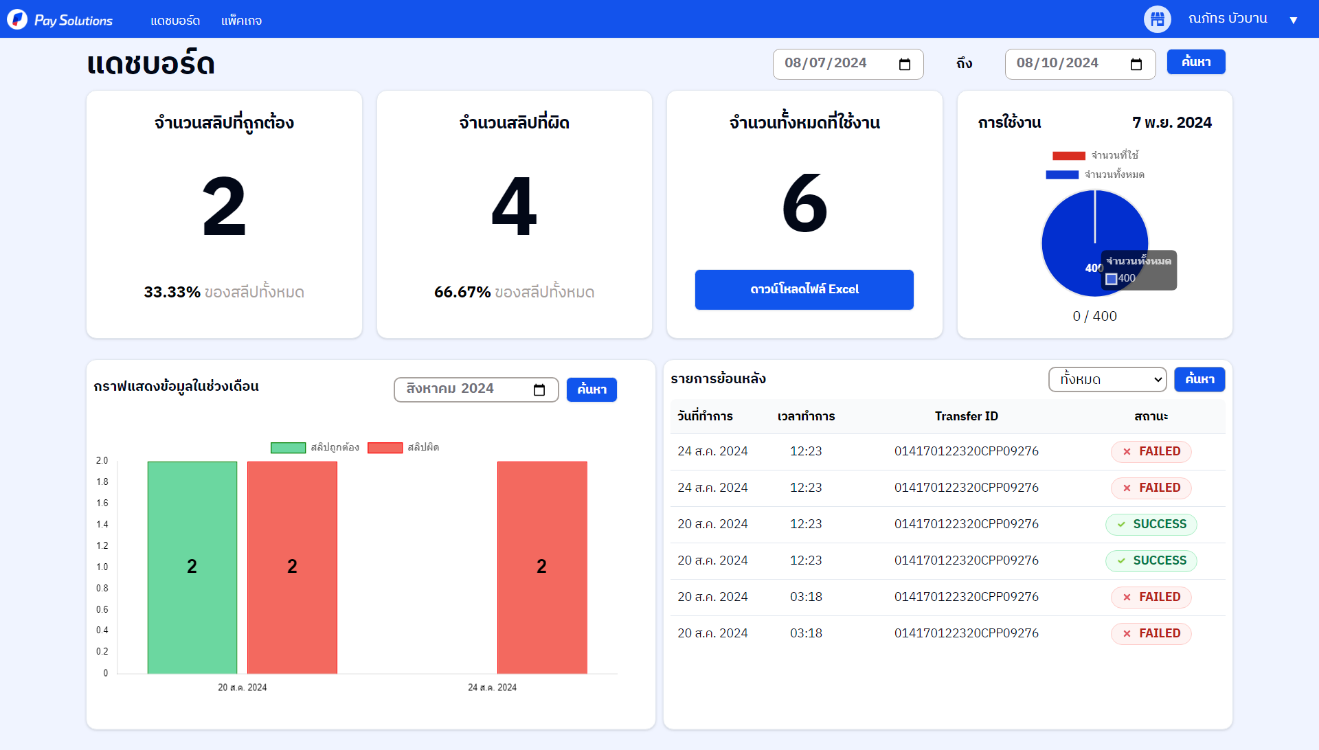 Pay Solutions แดชบอร์ด แพ็คเกจ ณภัทร บัวบาน ▼
แดชบอร์ด 08/07/2024 ถึง 08/10/2024 ค้นหา
จำนวนสลิปที่ถูกต้อง
2
33.33% ของสลิปทั้งหมด
จำนวนสลิปที่ผิด
4
66.67% ของสลิปทั้งหมด
จำนวนทั้งหมดที่ใช้งาน
6
ดาวน์โหลดไฟล์ Excel
การใช้งาน 7 พ.ย. 2024
จำนวนที่ใช้
จำนวนทั้งหมด
จำนวนทั้งหมด
400
400
0 / 400
กราฟแสดงข้อมูลในช่วงเดือน สิงหาคม 2024 ค้นหา
สลิปถูกต้อง สลิปผิด
2.0
1.8
1.6
1.4
1.2
1.0
0.8
0.6
0.4
0.2
0
2 2 2
20 ส.ค. 2024 24 ส.ค. 2024
รายการย้อนหลัง ทั้งหมด ค้นหา
วันที่ทำการ เวลาทำการ Transfer ID สถานะ
24 ส.ค. 2024 12:23 014170122320CPP09276 FAILED
24 ส.ค. 2024 12:23 014170122320CPP09276 FAILED
20 ส.ค. 2024 12:23 014170122320CPP09276 SUCCESS
20 ส.ค. 2024 12:23 014170122320CPP09276 SUCCESS
20 ส.ค. 2024 03:18 014170122320CPP09276 FAILED
20 ส.ค. 2024 03:18 014170122320CPP09276 FAILED